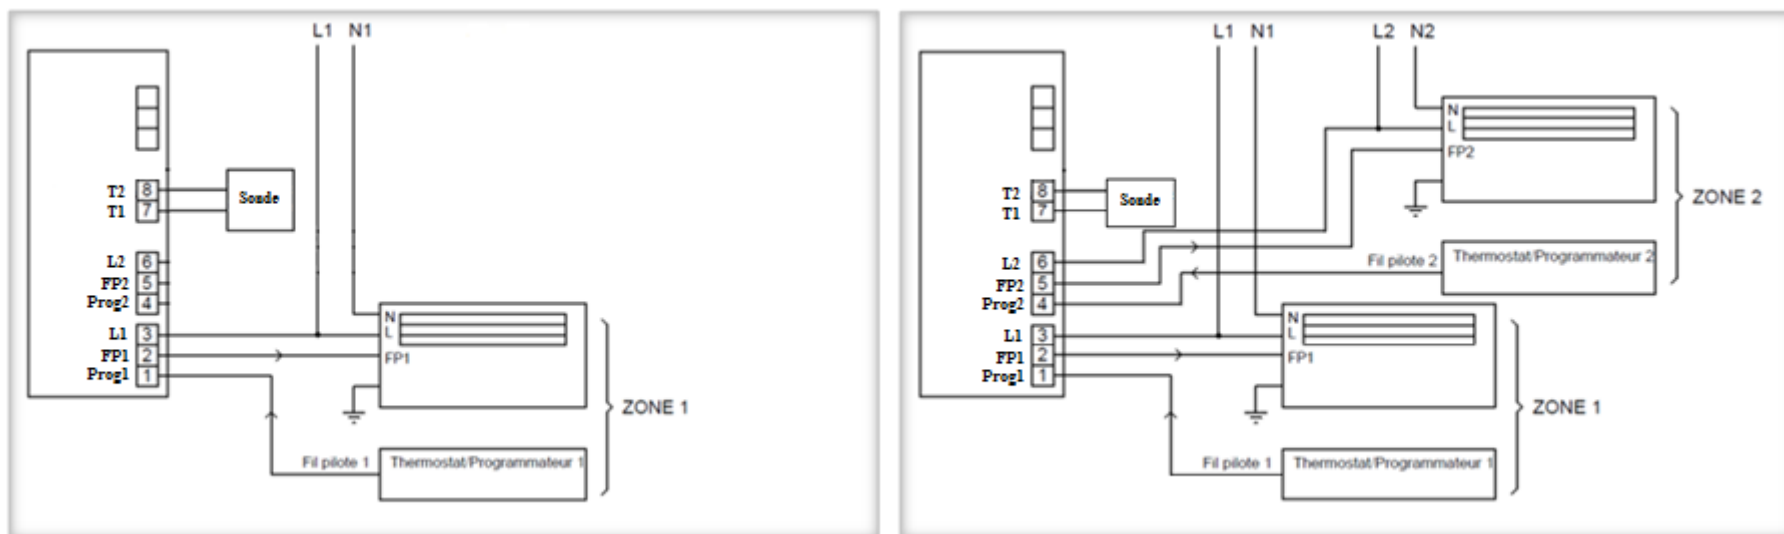 L1 N1
T2 8
T1 7
Sonde
L2 6
FP2 5
Prog2 4
L1 3
FP1 2
Prog1 1
N
L
FP1
ZONE 1
Fil pilote 1
Thermostat/Programmateur 1
L1 N1 L2 N2
N
L
FP2
ZONE 2
T2 8
T1 7
Sonde
L2 6
FP2 5
Prog2 4
Fil pilote 2
Thermostat/Programmateur 2
L1 3
FP1 2
Prog1 1
N
L
FP1
ZONE 1
Fil pilote 1
Thermostat/Programmateur 1